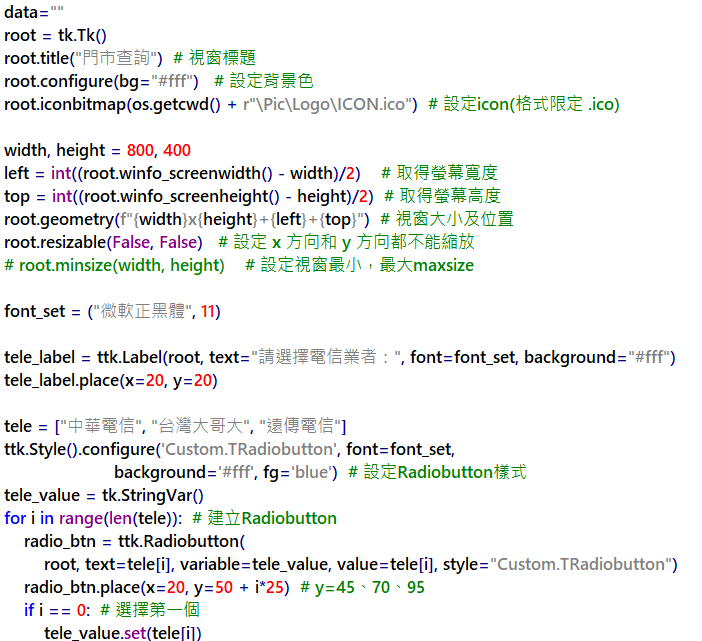 data=""
root = tk.Tk()
root.title("門市查詢")  # 視窗標題
root.configure(bg="#fff")   # 設定背景色
root.iconbitmap(os.getcwd() + r"\Pic\Logo\ICON.ico")  # 設定icon(格式限定 .ico)
width, height = 800, 400
left = int((root.winfo_screenwidth() - width)/2)    # 取得螢幕寬度
top = int((root.winfo_screenheight() - height)/2)  # 取得螢幕高度
root.geometry(f"{width}x{height}+{left}+{top}")  # 視窗大小及位置
root.resizable(False, False)   # 設定 x 方向和 y 方向都不能縮放
# root.minsize(width, height)    # 設定視窗最小，最大maxsize
font_set = ("微軟正黑體", 11)
tele_label = ttk.Label(root, text="請選擇電信業者：", font=font_set, background="#fff")
tele_label.place(x=20, y=20)
tele = ["中華電信", "台灣大哥大", "遠傳電信"]
ttk.Style().configure('Custom.TRadiobutton', font=font_set,
background='#fff', fg='blue')  # 設定Radiobutton樣式
tele_value = tk.StringVar()
for i in range(len(tele)):  # 建立Radiobutton
radio_btn = ttk.Radiobutton(
root, text=tele[i], variable=tele_value, value=tele[i], style="Custom.TRadiobutton")
radio_btn.place(x=20, y=50 + i*25)  # y=45、70、95
if i == 0:  # 選擇第一個
tele_value.set(tele[i])